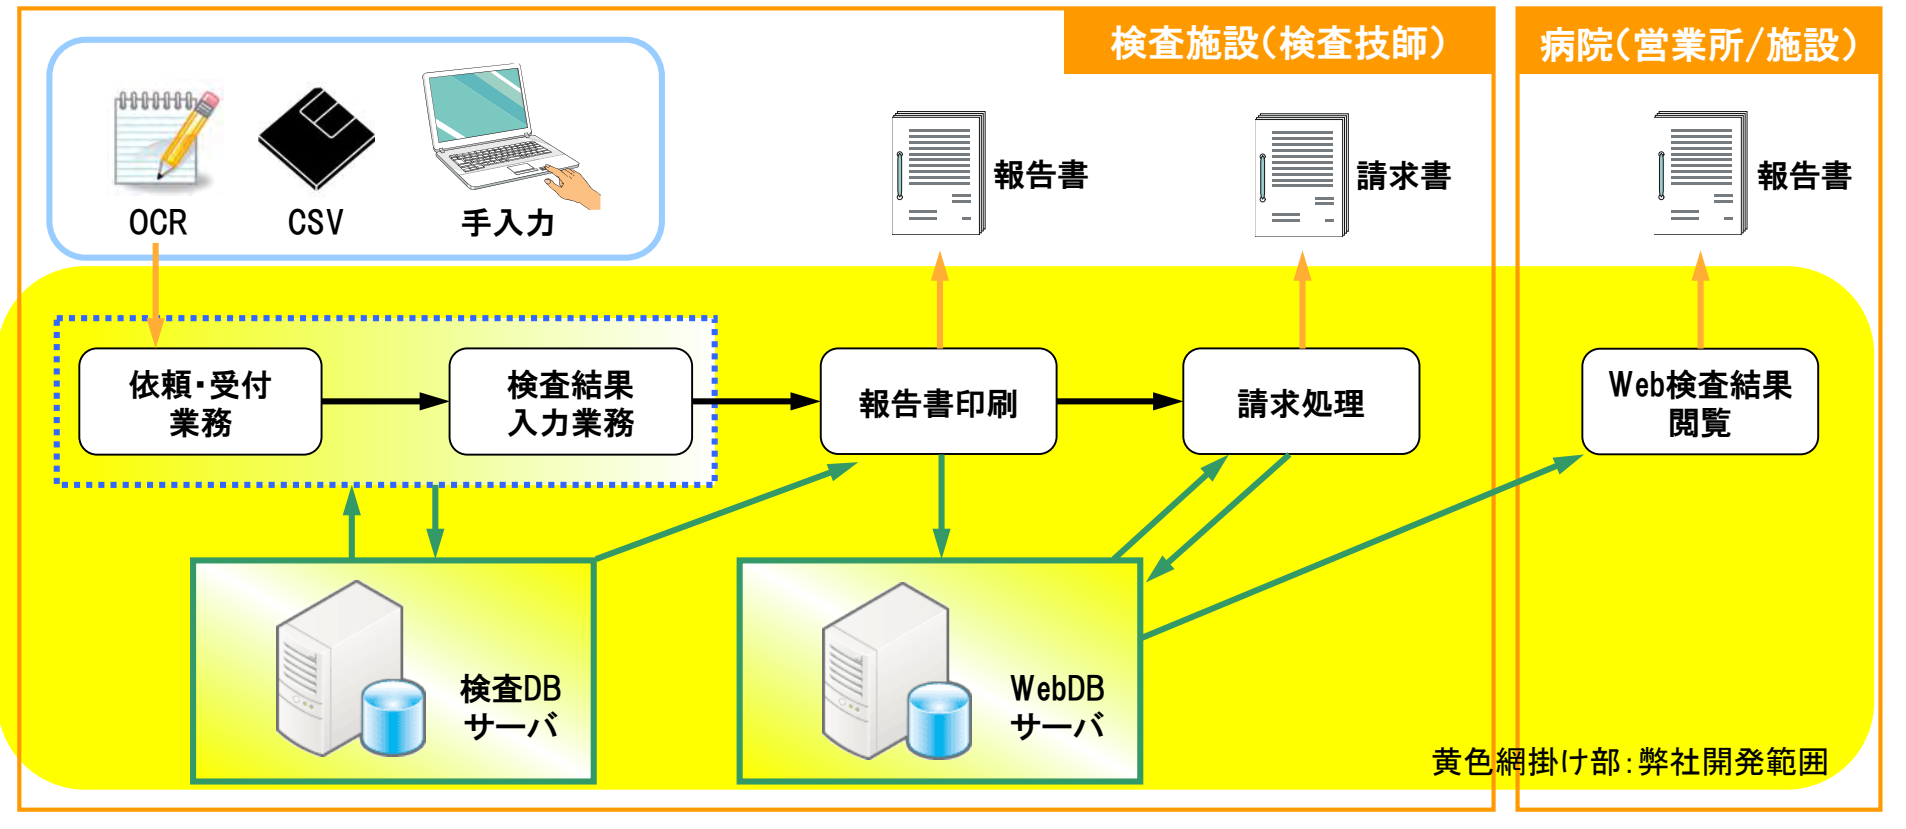 検査施設(検査技師)
病院(営業所/施設)
OCR
CSV
手入力
報告書
請求書
報告書
依頼・受付
業務
検査結果
入力業務
報告書印刷
請求処理
Web検査結果
閲覧
検査DB
サーバ
WebDB
サーバ
黄色網掛け部:弊社開発範囲